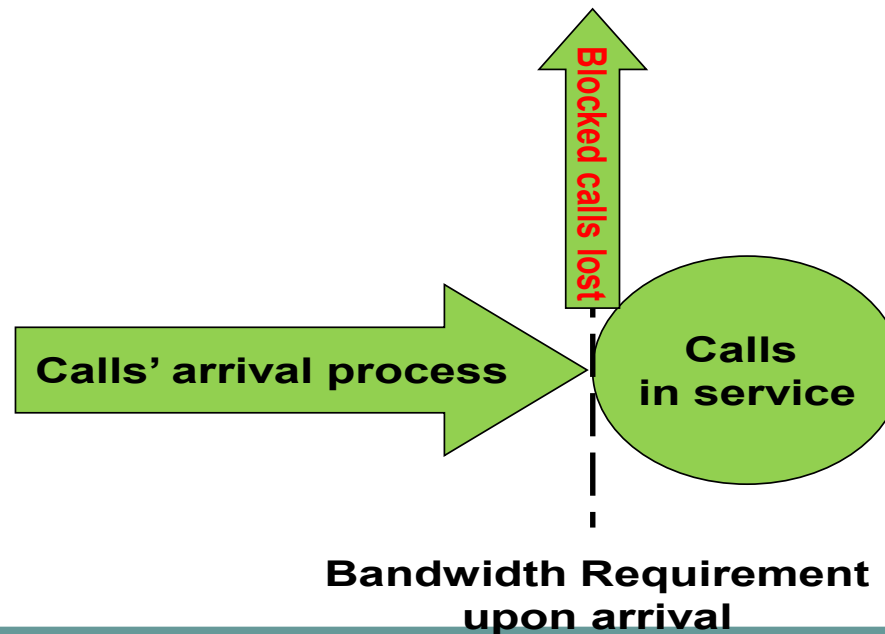 Blocked calls lost
Calls’ arrival process
Calls
in service
Bandwidth Requirement
upon arrival